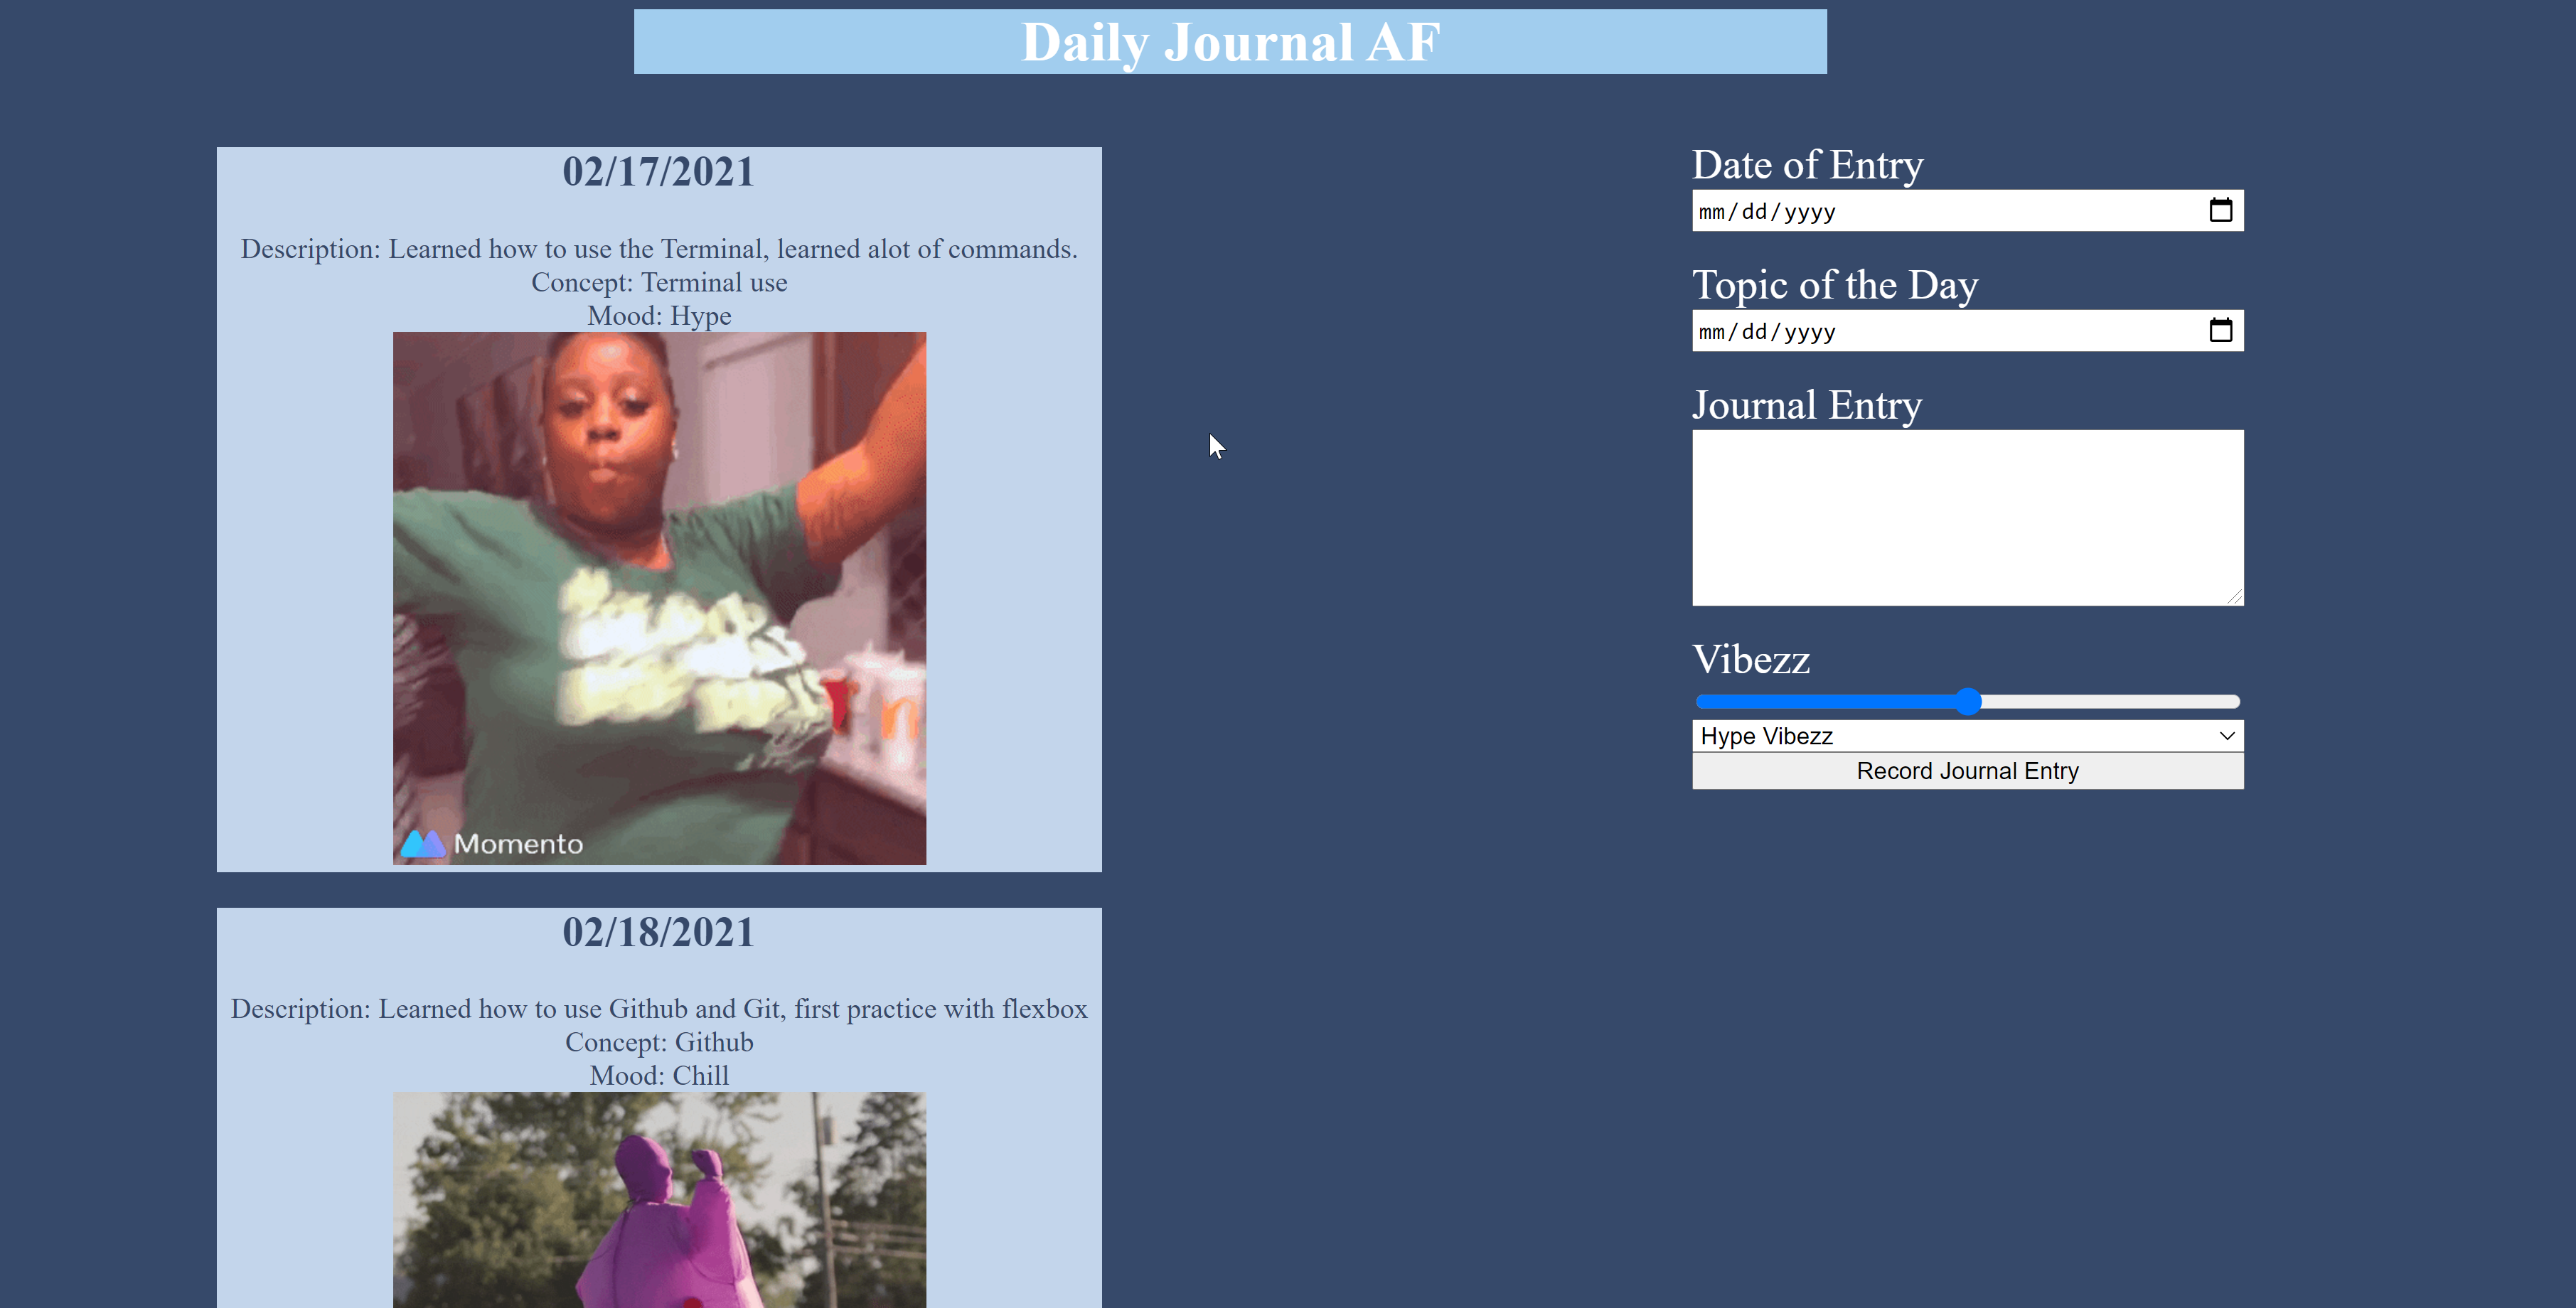 Daily Journal AF
02/17/2021
Description: Learned how to use the Terminal, learned alot of commands.
Concept: Terminal use
Mood: Hype
Momento
02/18/2021
Description: Learned how to use Github and Git, first practice with flexbox
Concept: Github
Mood: Chill
Date of Entry
mm/dd/yyyy
Topic of the Day
mm/dd/yyyy
Journal Entry
Vibezz
Hype Vibezz
Record Journal Entry